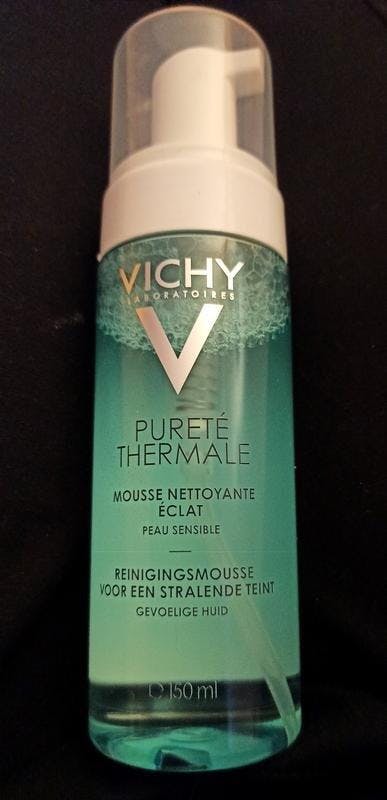 VICHY
LABORATOIRES
V
PURETÉ
THERMALE
MOUSSE NETTOYANTE
ÉCLAT
PEAU SENSIBLE
REINIGINGSMOUSSE
VOOR EEN STRALENDE TEINT
GEVOELIGE HUID
150 ml